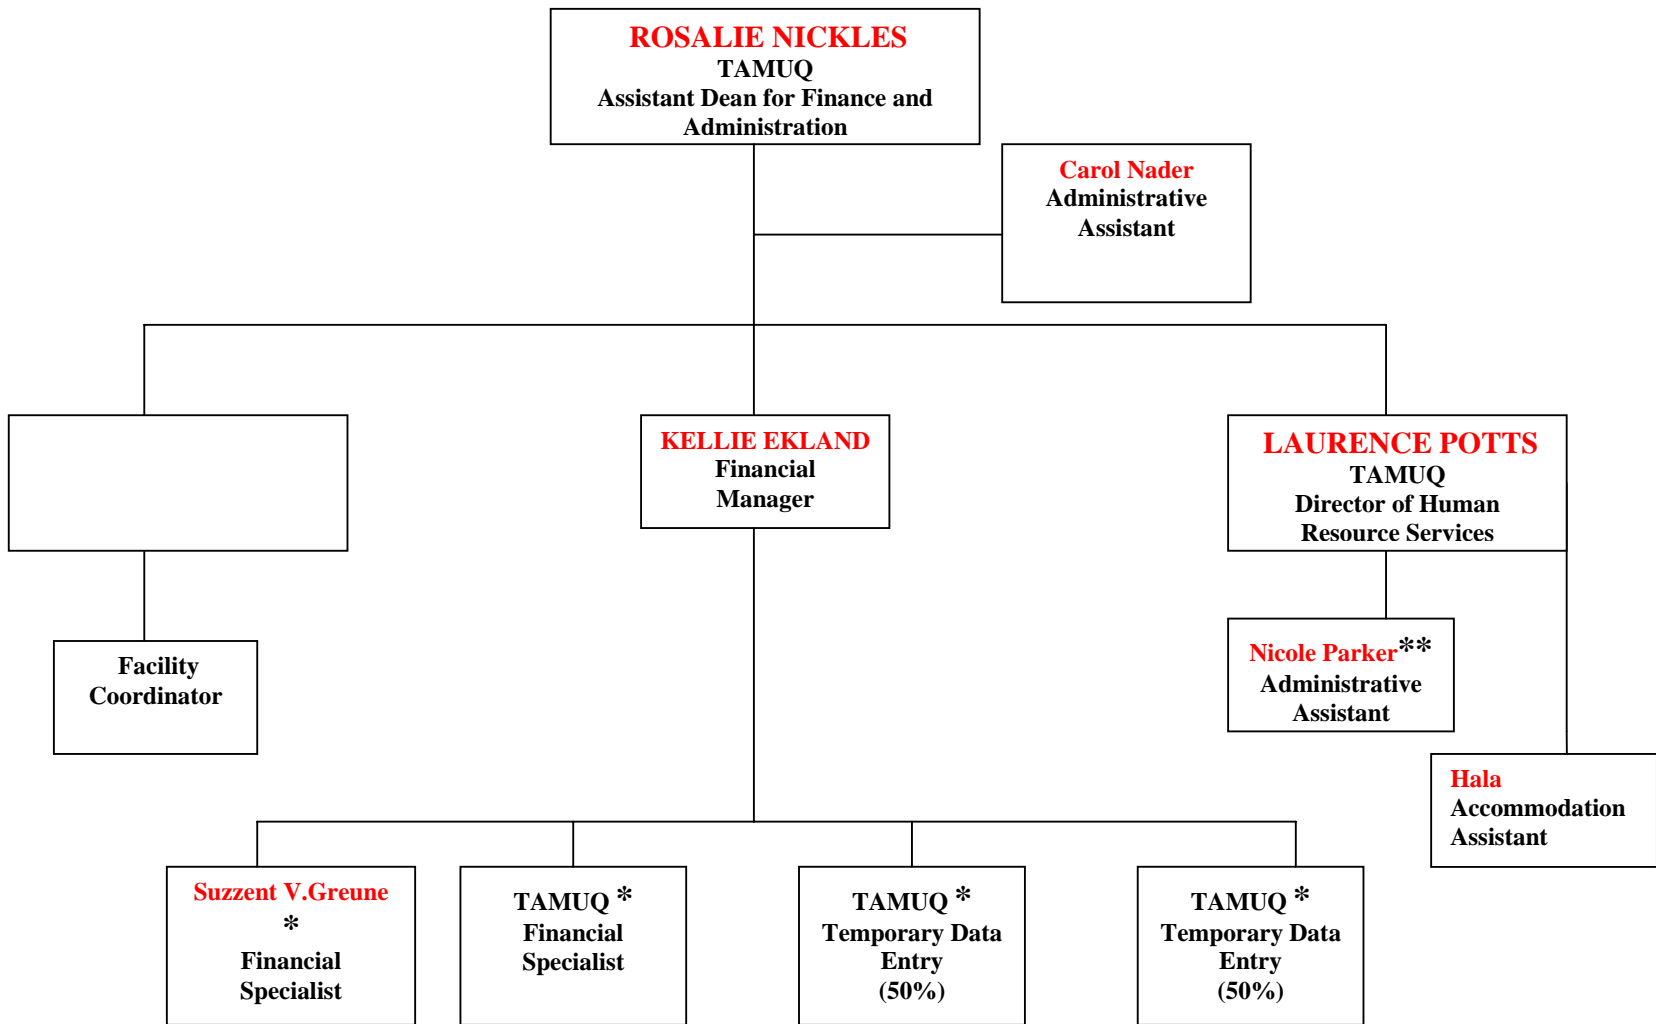 ROSALIE NICKLES
TAMUQ
Assistant Dean for Finance and
Administration
Carol Nader
Administrative
Assistant
KELLIE EKLAND
Financial
Manager
LAURENCE POTTS
TAMUQ
Director of Human
Resource Services
Facility
Coordinator
Nicole Parker**
Administrative
Assistant
Hala
Accommodation
Assistant
Suzzent V.Greune
*
Financial
Specialist
TAMUQ *
Financial
Specialist
TAMUQ *
Temporary Data
Entry
(50%)
TAMUQ *
Temporary Data
Entry
(50%)